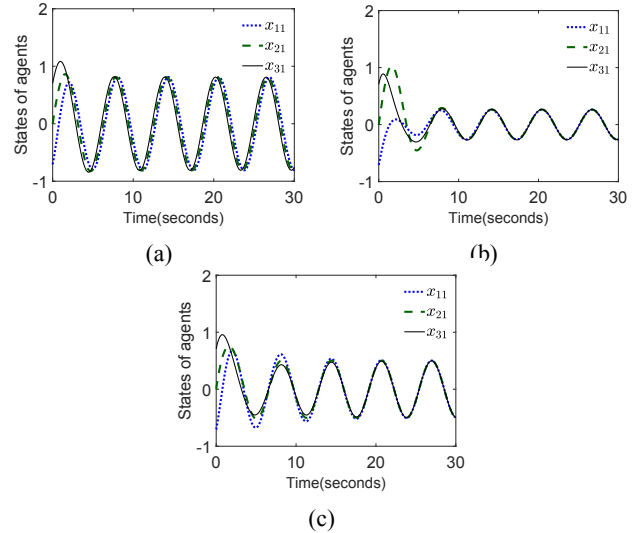 2
1
0
-1
States of agents
x11
x21
x31
0
10
20
30
Time(seconds)
(a)
2
1
0
-1
States of agents
x11
x21
x31
0
10
20
30
Time(seconds)
(b)
2
1
0
-1
States of agents
x11
x21
x31
0
10
20
30
Time(seconds)
(c)